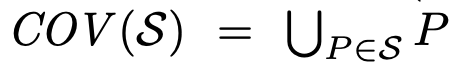 COV(𝒮) = ⋃_{P∈𝒮} P